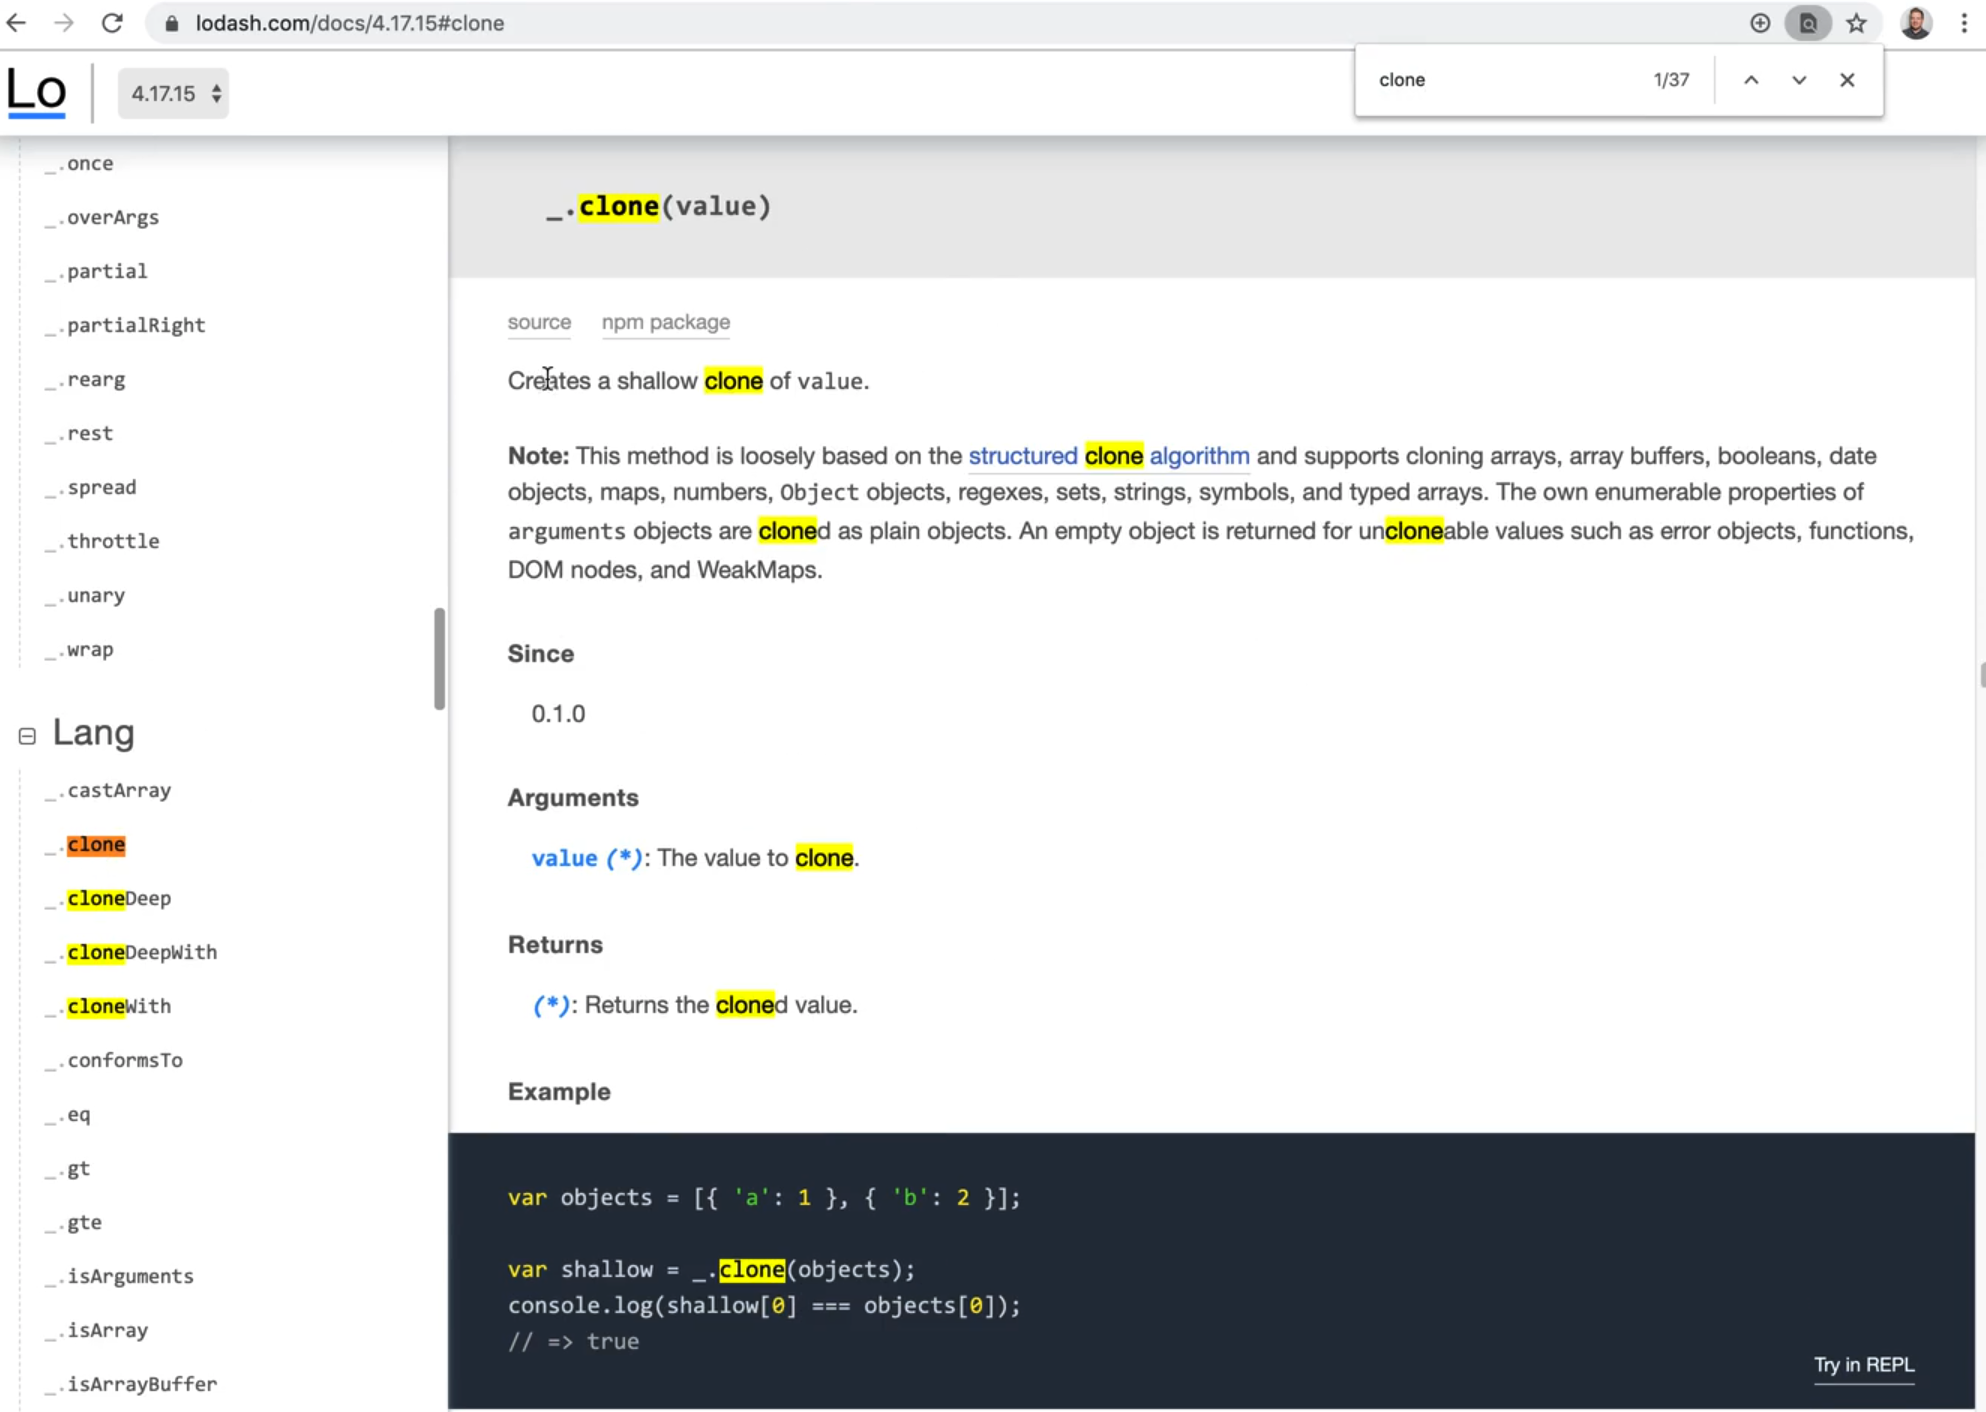 lodash.com/docs/4.17.15#clone
clone 1/37
Lo 4.17.15
_.once
_.overArgs
_.partial
_.partialRight
_.rearg
_.rest
_.spread
_.throttle
_.unary
_.wrap
Lang
_.castArray
_.clone
_.cloneDeep
_.cloneDeepWith
_.cloneWith
_.conformsTo
_.eq
_.gt
_.gte
_.isArguments
_.isArray
_.isArrayBuffer
_.clone(value)
source npm package
Creates a shallow clone of value.
Note: This method is loosely based on the structured clone algorithm and supports cloning arrays, array buffers, booleans, date
objects, maps, numbers, Object objects, regexes, sets, strings, symbols, and typed arrays. The own enumerable properties of
arguments objects are cloned as plain objects. An empty object is returned for uncloneable values such as error objects, functions,
DOM nodes, and WeakMaps.
Since
0.1.0
Arguments
value (*): The value to clone.
Returns
(*): Returns the cloned value.
Example
var objects = [{ 'a': 1 }, { 'b': 2 }];
var shallow = _.clone(objects);
console.log(shallow[0] === objects[0]);
// => true
Try in REPL